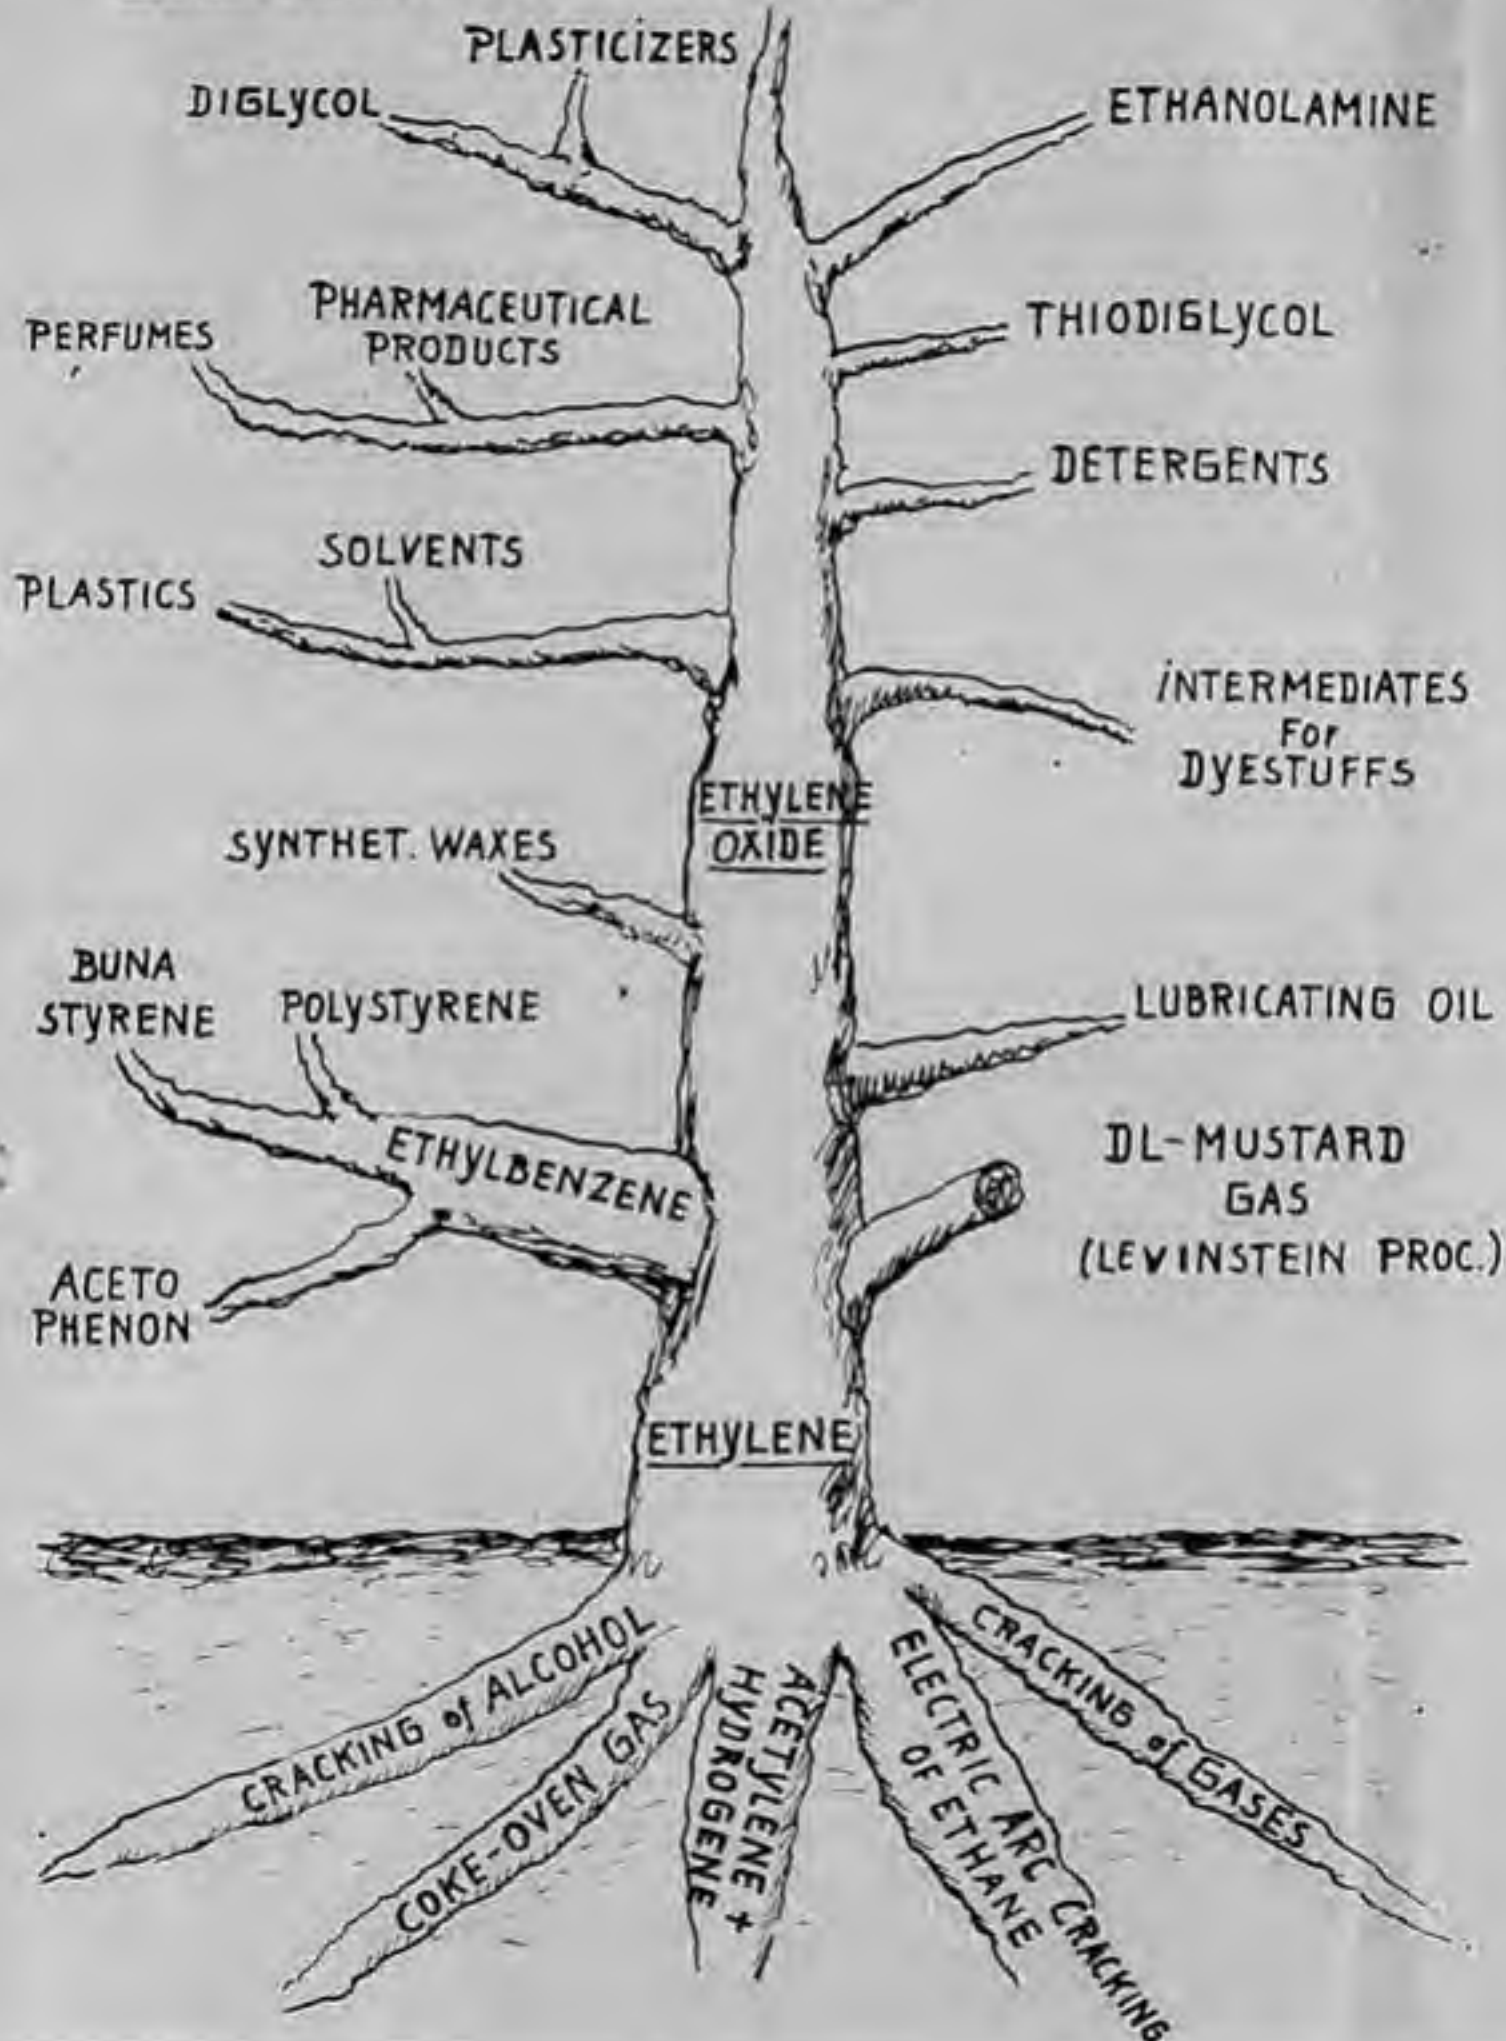 PLASTICIZERS
DIGLYCOL
ETHANOLAMINE
PHARMACEUTICAL
PRODUCTS
PERFUMES
THIODIGLYCOL
DETERGENTS
SOLVENTS
PLASTICS
INTERMEDIATES
For
DYESTUFFS
ETHYLENE
OXIDE
SYNTHET. WAXES
BUNA
STYRENE
POLYSTYRENE
LUBRICATING OIL
ETHYLBENZENE
DL-MUSTARD
GAS
(LEVINSTEIN PROC.)
ACETO
PHENON
ETHYLENE
CRACKING of ALCOHOL
COKE-OVEN GAS
ACETYLENE +
HYDROGENE
ELECTRIC ARC CRACKING
OF ETHANE
CRACKING of GASES